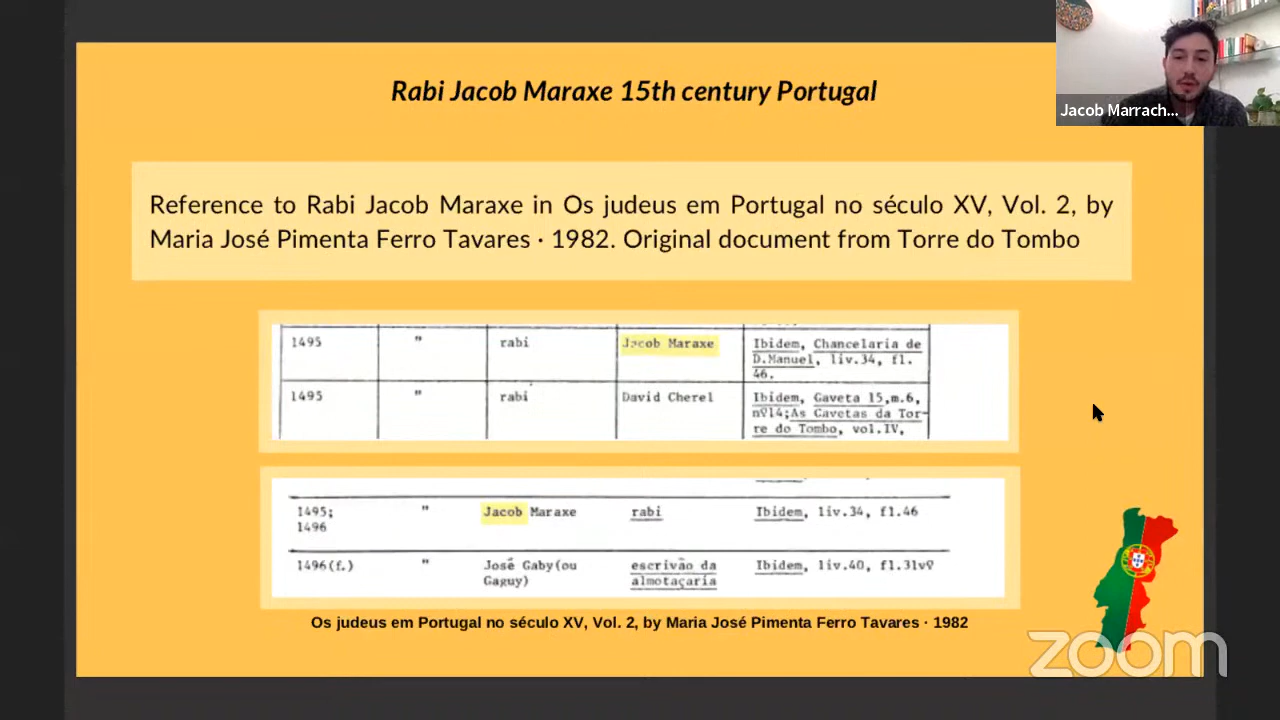 Rabi Jacob Maraxe 15th century Portugal
Jacob Marrach...
Reference to Rabi Jacob Maraxe in Os judeus em Portugal no século XV, Vol. 2, by
Maria José Pimenta Ferro Tavares · 1982. Original document from Torre do Tombo
1495 " rabi Jacob Maraxe Ibidem, Chancelaria de
D.Manuel, liv.34, fl.
46.
1495 " rabi David Cherel Ibidem, Gaveta 15,m.6,
nº14;As Gavetas da Tor-
re do Tombo, vol.IV,
1495; " Jacob Maraxe rabi Ibidem, liv.34, fl.46
1496
1496(f.) " José Gaby(ou escrivão da Ibidem, liv.40, fl.31vº
Gaguy) almotaçaria
Os judeus em Portugal no século XV, Vol. 2, by Maria José Pimenta Ferro Tavares · 1982
zoom